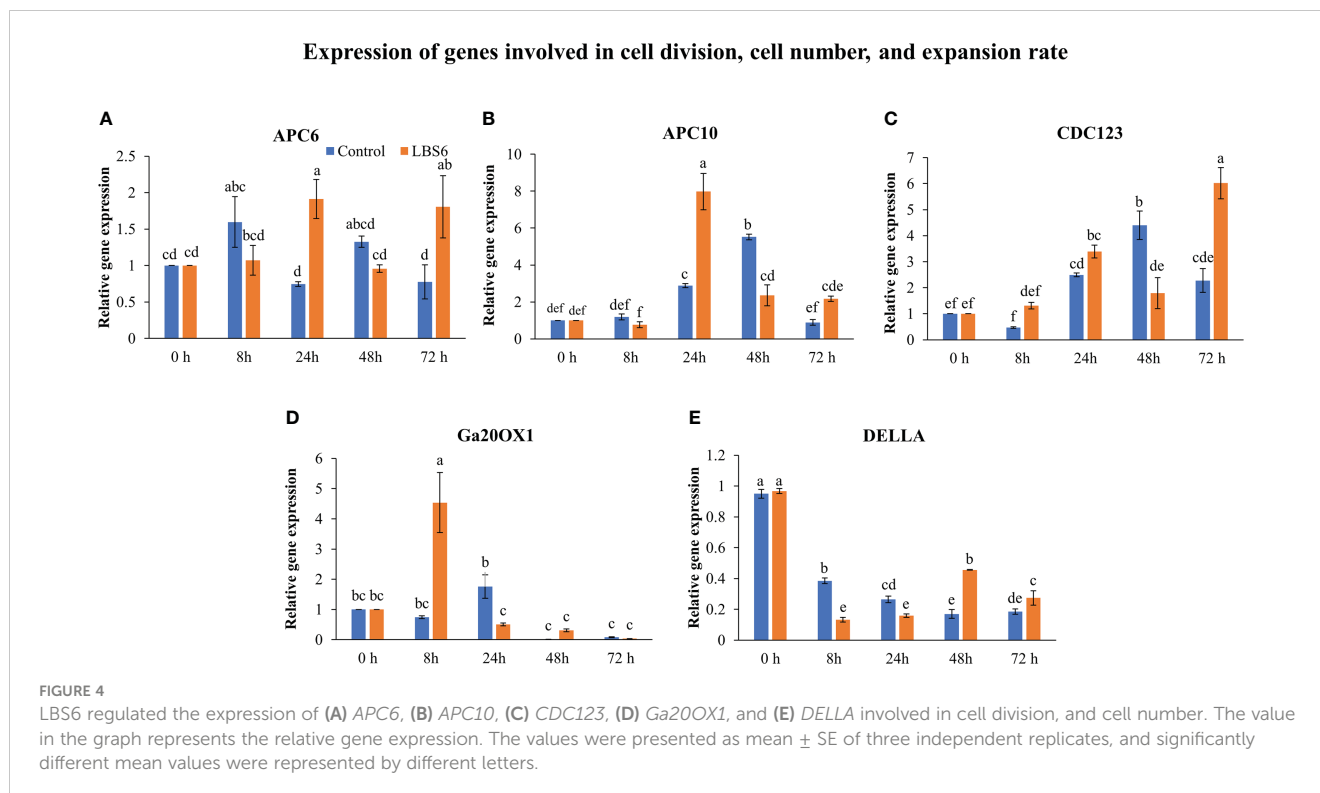 Expression of genes involved in cell division, cell number, and expansion rate
A
APC6
Control LBS6
Relative gene expression
2.5
2
1.5
1
0.5
0
cd cd
abc
bcd
d
a
abcd
cd
d
ab
0 h 8h 24h 48h 72 h
B
APC10
Relative gene expression
10
8
6
4
2
0
def def
def
f
c
a
b
cd
ef
cde
0 h 8h 24h 48h 72 h
C
CDC123
Relative gene expression
7
6
5
4
3
2
1
0
ef ef
f
def
cd
bc
b
de
cde
a
0 h 8h 24h 48h 72 h
D
Ga20OX1
Relative gene expression
6
5
4
3
2
1
0
bc bc
bc
a
b
c
c c
c c
0 h 8h 24h 48h 72 h
E
DELLA
Relative gene expression
1.2
1
0.8
0.6
0.4
0.2
0
a a
b
e
cd
e
e
b
de
c
0 h 8h 24h 48h 72 h
FIGURE 4
LBS6 regulated the expression of (A) APC6, (B) APC10, (C) CDC123, (D) Ga20OX1, and (E) DELLA involved in cell division, and cell number. The value
in the graph represents the relative gene expression. The values were presented as mean ± SE of three independent replicates, and significantly
different mean values were represented by different letters.